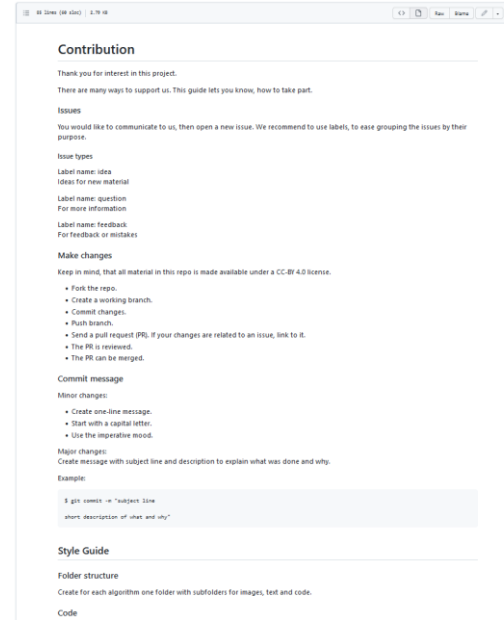 83 lines (60 sloc) 2.79 KB
Raw Blame
Contribution
Thank you for interest in this project.
There are many ways to support us. This guide lets you know, how to take part.
Issues
You would like to communicate to us, then open a new issue. We recommend to use labels, to ease grouping the issues by their
purpose.
Issue types
Label name: idea
Ideas for new material
Label name: question
For more information
Label name: feedback
For feedback or mistakes
Make changes
Keep in mind, that all material in this repo is made available under a CC-BY 4.0 license.
• Fork the repo.
• Create a working branch.
• Commit changes.
• Push branch.
• Send a pull request (PR). If your changes are related to an issue, link to it.
• The PR is reviewed.
• The PR can be merged.
Commit message
Minor changes:
• Create one-line message.
• Start with a capital letter.
• Use the imperative mood.
Major changes:
Create message with subject line and description to explain what was done and why.
Example:
$ git commit -m "subject line
short description of what and why"
Style Guide
Folder structure
Create for each algorithm one folder with subfolders for images, text and code.
Code